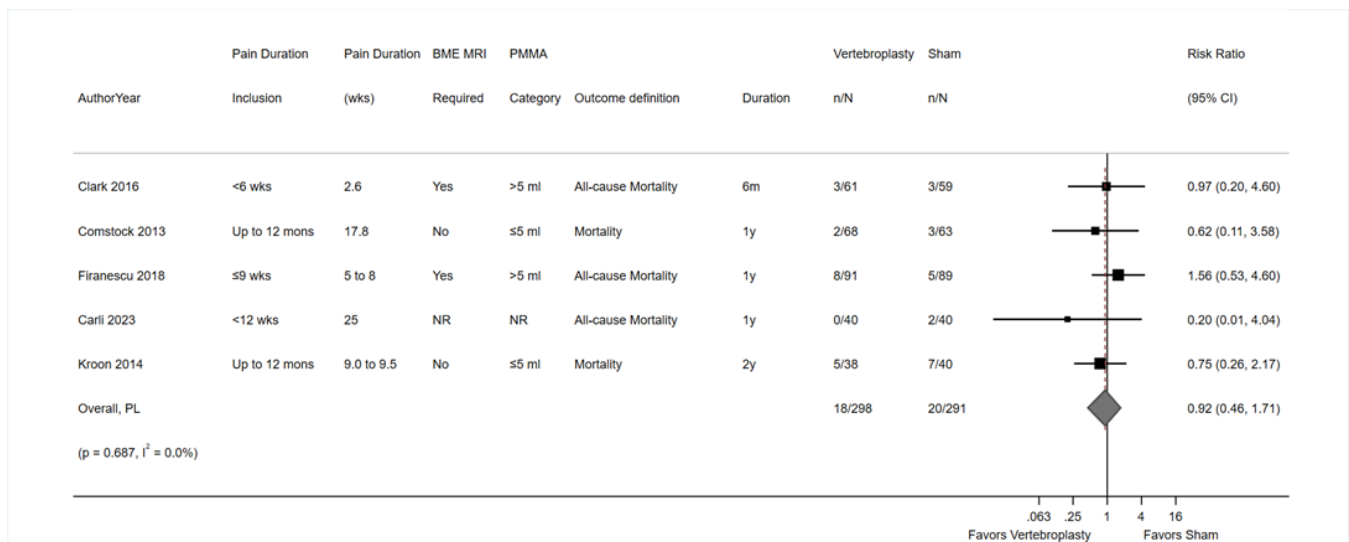 Pain Duration Pain Duration BME MRI PMMA Vertebroplasty Sham Risk Ratio
AuthorYear Inclusion (wks) Required Category Outcome definition Duration n/N n/N (95% CI)
Clark 2016 <6 wks 2.6 Yes >5 ml All-cause Mortality 6m 3/61 3/59 0.97 (0.20, 4.60)
Comstock 2013 Up to 12 mons 17.8 No ≤5 ml Mortality 1y 2/68 3/63 0.62 (0.11, 3.58)
Firanescu 2018 ≤9 wks 5 to 8 Yes >5 ml All-cause Mortality 1y 8/91 5/89 1.56 (0.53, 4.60)
Carli 2023 <12 wks 25 NR NR All-cause Mortality 1y 0/40 2/40 0.20 (0.01, 4.04)
Kroon 2014 Up to 12 mons 9.0 to 9.5 No ≤5 ml Mortality 2y 5/38 7/40 0.75 (0.26, 2.17)
Overall, PL 18/298 20/291 0.92 (0.46, 1.71)
(p = 0.687, I² = 0.0%)
.063 .25 1 4 16
Favors Vertebroplasty Favors Sham